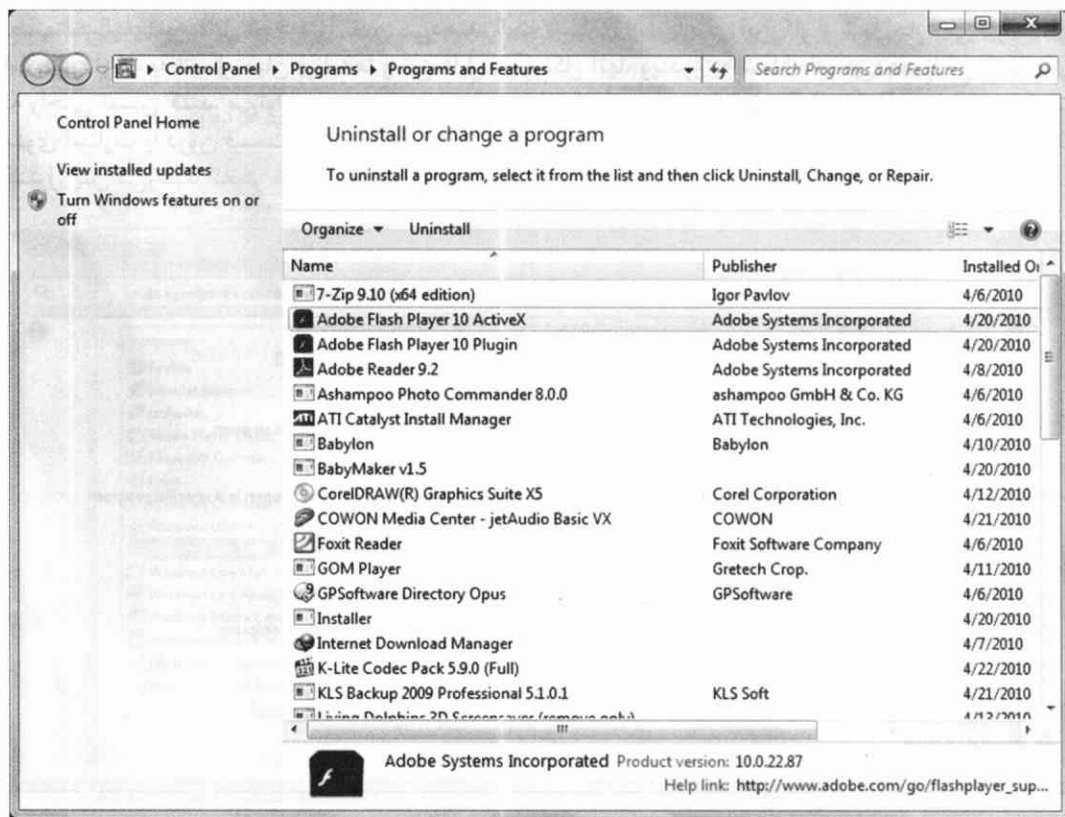 Control Panel ▸ Programs ▸ Programs and Features
Search Programs and Features
Control Panel Home
View installed updates
Turn Windows features on or
off
Uninstall or change a program
To uninstall a program, select it from the list and then click Uninstall, Change, or Repair.
Organize Uninstall
Name Publisher Installed O
7-Zip 9.10 (x64 edition) Igor Pavlov 4/6/2010
Adobe Flash Player 10 ActiveX Adobe Systems Incorporated 4/20/2010
Adobe Flash Player 10 Plugin Adobe Systems Incorporated 4/20/2010
Adobe Reader 9.2 Adobe Systems Incorporated 4/8/2010
Ashampoo Photo Commander 8.0.0 ashampoo GmbH & Co. KG 4/6/2010
ATI Catalyst Install Manager ATI Technologies, Inc. 4/6/2010
Babylon Babylon 4/10/2010
BabyMaker v1.5 4/20/2010
CorelDRAW(R) Graphics Suite X5 Corel Corporation 4/12/2010
COWON Media Center - jetAudio Basic VX COWON 4/21/2010
Foxit Reader Foxit Software Company 4/6/2010
GOM Player Gretech Crop. 4/11/2010
GPSoftware Directory Opus GPSoftware 4/6/2010
Installer 4/20/2010
Internet Download Manager 4/7/2010
K-Lite Codec Pack 5.9.0 (Full) 4/22/2010
KLS Backup 2009 Professional 5.1.0.1 KLS Soft 4/21/2010
Living Dolphins 3D Screensaver (remove only) 4/13/2010
Adobe Systems Incorporated Product version: 10.0.22.87
Help link: http://www.adobe.com/go/flashplayer_sup...